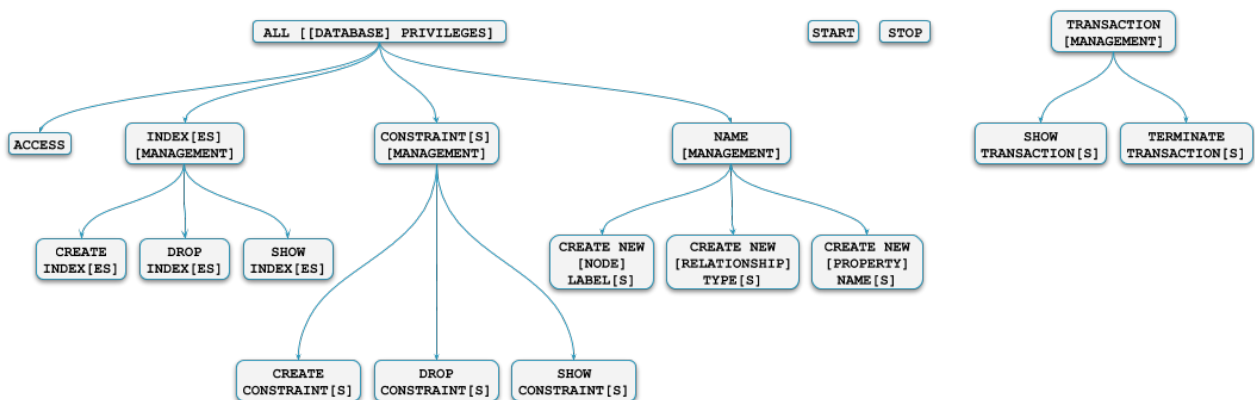 ALL [[DATABASE] PRIVILEGES]
START
STOP
TRANSACTION
[MANAGEMENT]
ACCESS
INDEX[ES]
[MANAGEMENT]
CONSTRAINT[S]
[MANAGEMENT]
NAME
[MANAGEMENT]
SHOW
TRANSACTION[S]
TERMINATE
TRANSACTION[S]
CREATE
INDEX[ES]
DROP
INDEX[ES]
SHOW
INDEX[ES]
CREATE NEW
[NODE]
LABEL[S]
CREATE NEW
[RELATIONSHIP]
TYPE[S]
CREATE NEW
[PROPERTY]
NAME[S]
CREATE
CONSTRAINT[S]
DROP
CONSTRAINT[S]
SHOW
CONSTRAINT[S]